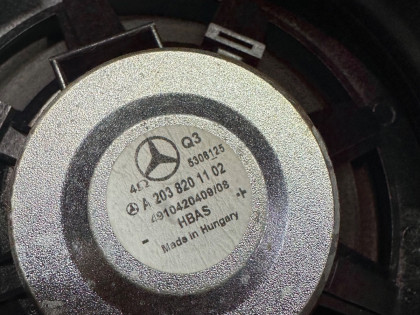 Q3
5308125
4Ω
A 203 820 11 02
4910420409/08
HBAS
- +
Made in Hungary